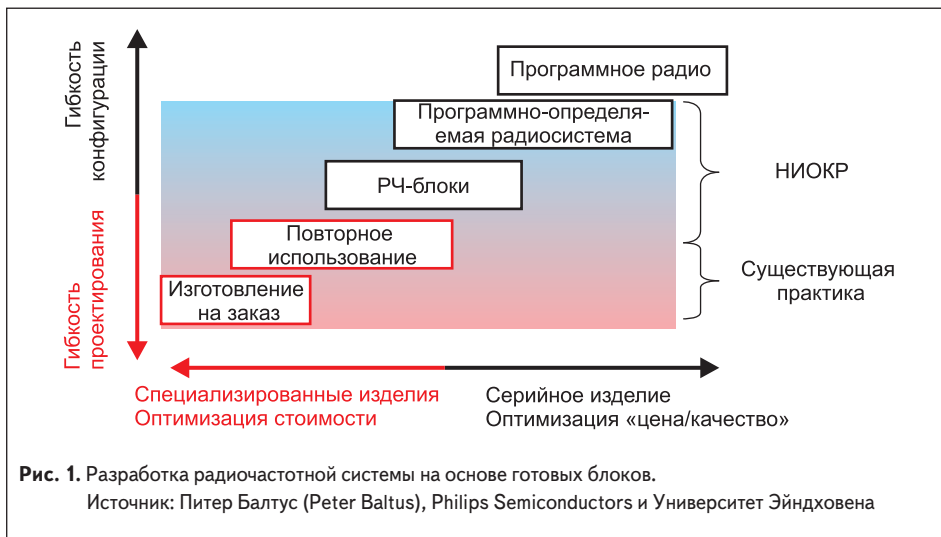 Гибкость
конфигурации
Гибкость
проектирования
Программное радио
Программно-определя-
емая радиосистема
РЧ-блоки
Повторное
использование
Изготовление
на заказ
НИОКР
Существующая
практика
Специализированные изделия
Оптимизация стоимости
Серийное изделие
Оптимизация «цена/качество»
Рис. 1. Разработка радиочастотной системы на основе готовых блоков.
Источник: Питер Балтус (Peter Baltus), Philips Semiconductors и Университет Эйндховена